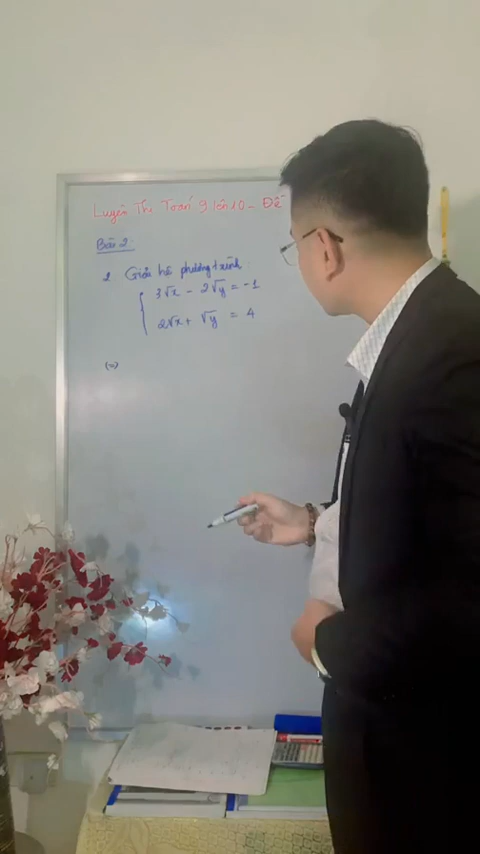 Luyện Thi Toán 9 lên 10 - Đề
Bài 2:
1 Giải hệ phương trình:
3√x - 2√y = -1
2√x + √y = 4